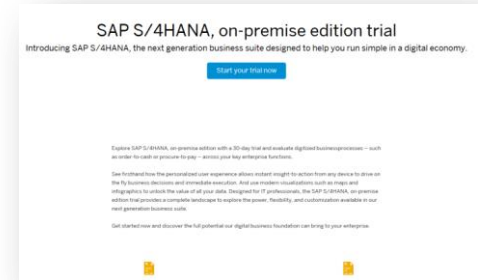 SAP S/4HANA, on-premise edition trial
Introducing SAP S/4HANA, the next generation business suite designed to help you run simple in a digital economy.
Start your trial now
Explore SAP S/4HANA, on-premise edition with a 30-day trial and evaluate digitized businessprocesses – such
as order-to-cash or procure-to-pay – across your key enterprise functions.
See firsthand how the personalized user experience allows instant insight-to-action from any device to drive on
the fly business decisions and immediate execution. And use modern visualizations such as maps and
infographics to unlock the value of all your data. Designed for IT professionals, the SAP S/4HANA, on-premise
edition trial provides a complete landscape to explore the power, flexibility, and customization available in our
next generation business suite.
Get started now and discover the full potential our digital business foundation can bring to your enterprise.